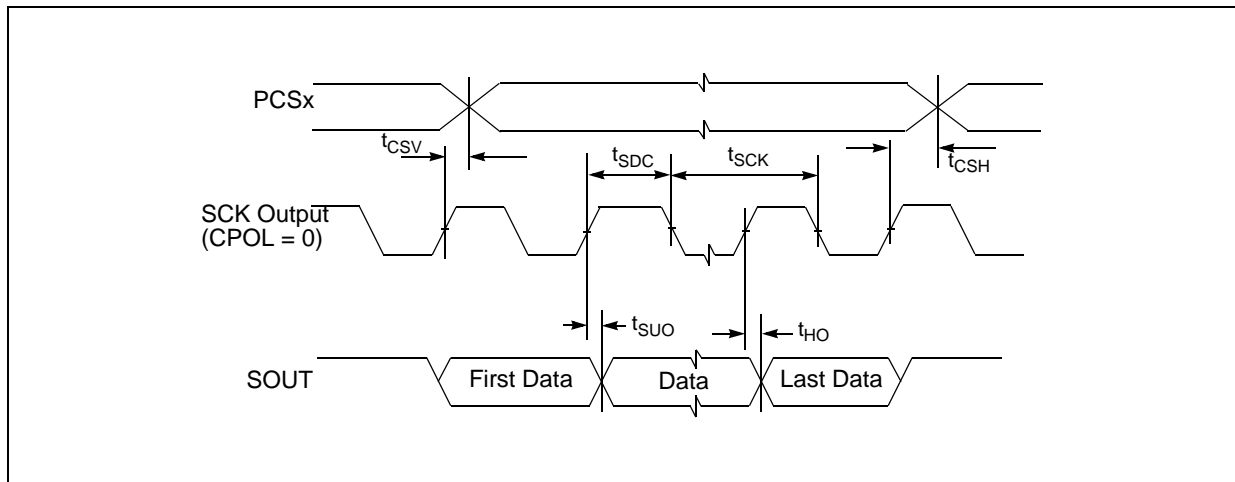 PCSx
tCSV
tSDC
tSCK
tCSH
SCK Output
(CPOL = 0)
tSUO
tHO
SOUT
First Data
Data
Last Data